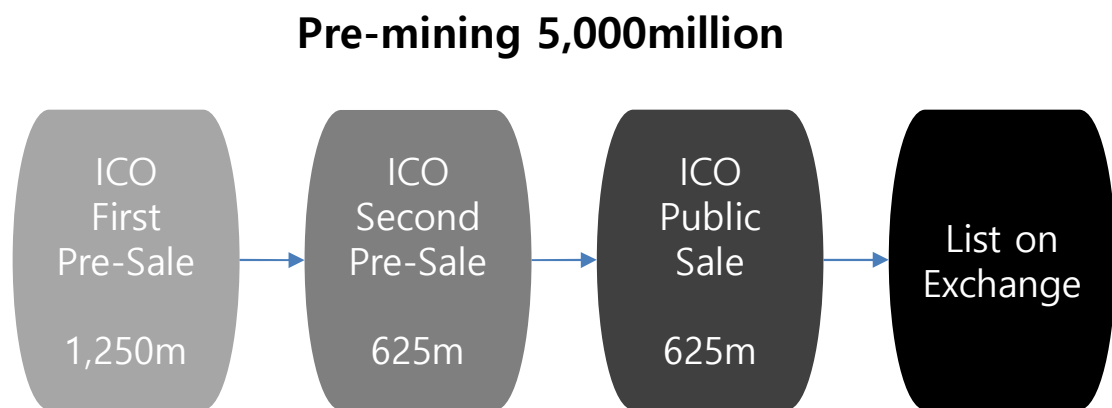 Pre-mining 5,000million
ICO
First
Pre-Sale
1,250m
ICO
Second
Pre-Sale
625m
ICO
Public
Sale
625m
List on
Exchange